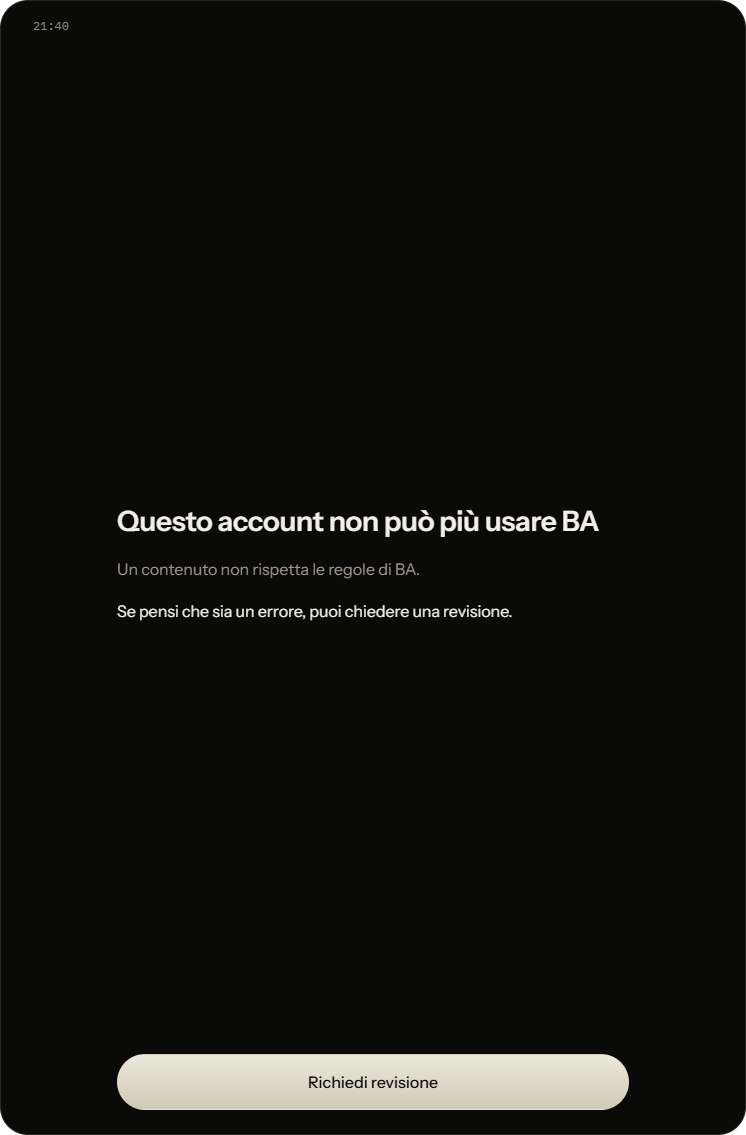 21:40
Questo account non può più usare BA
Un contenuto non rispetta le regole di BA.
Se pensi che sia un errore, puoi chiedere una revisione.
Richiedi revisione